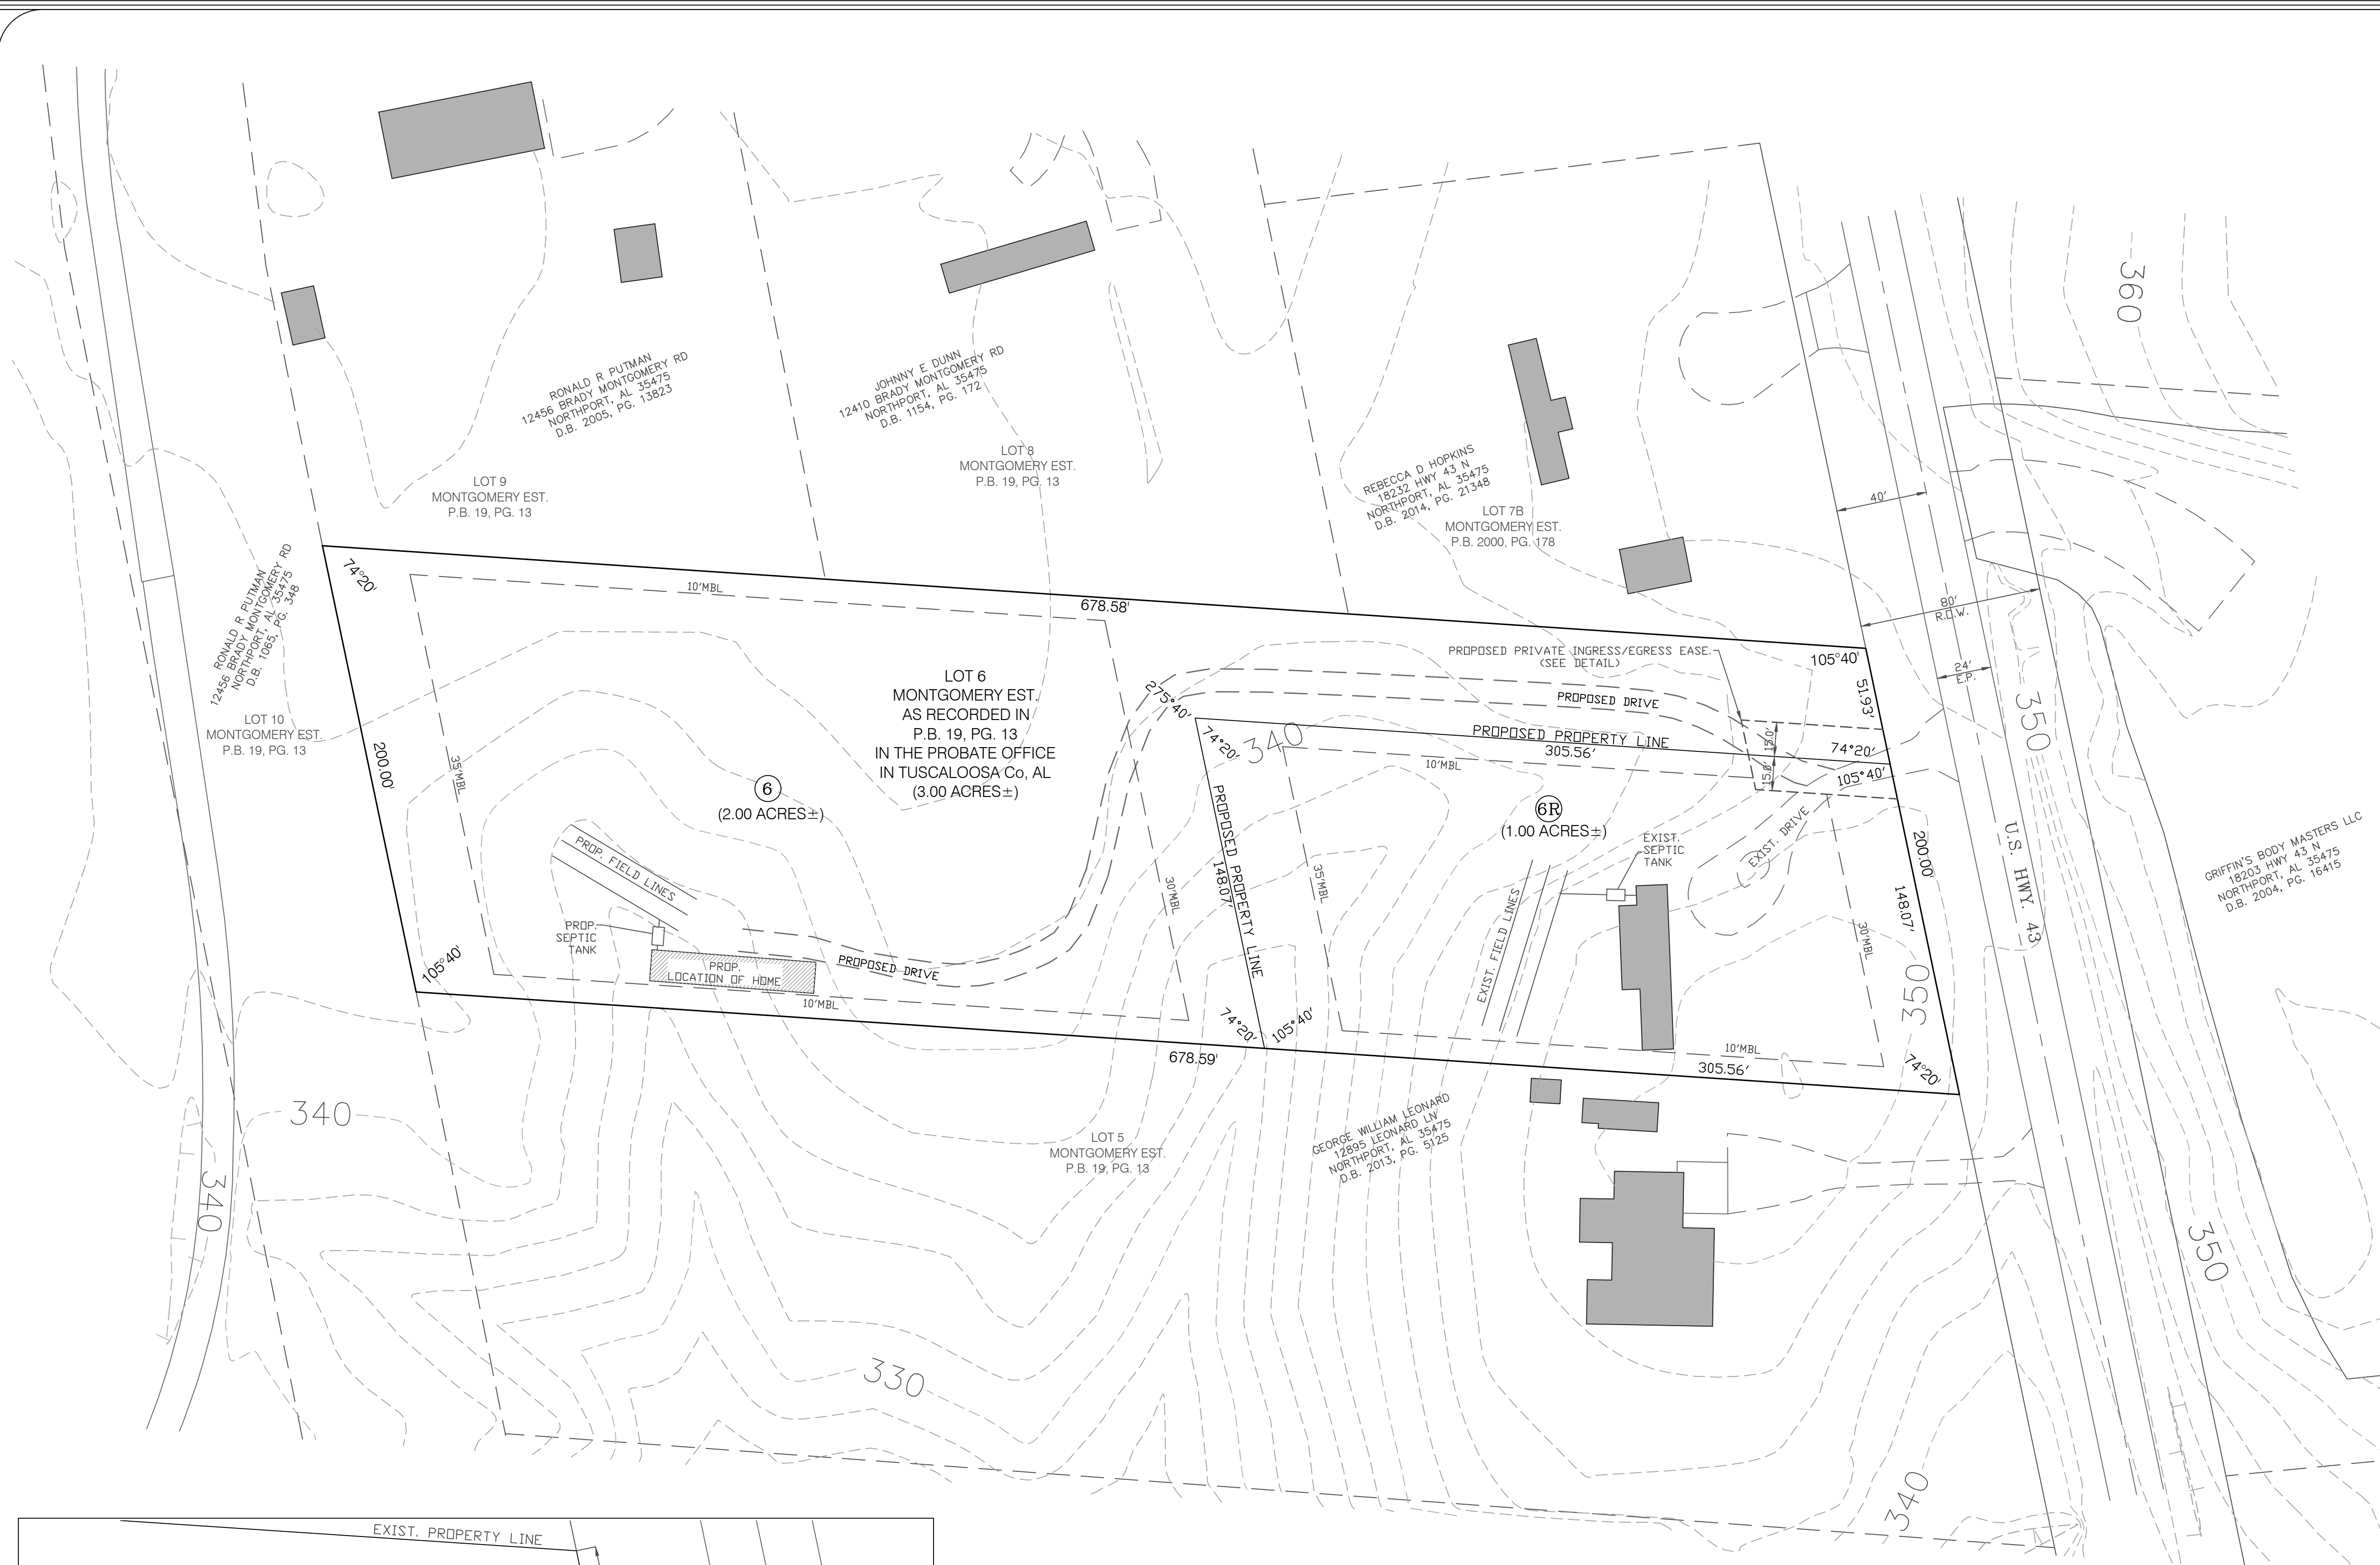 360
RONALD R PUTMAN
12456 BRADY MONTGOMERY RD
NORTHPORT, AL 35475
D.B. 2005, PG. 13823
JOHNNY E DUNN
12410 BRADY MONTGOMERY RD
NORTHPORT, AL 35475
D.B. 1154, PG. 172
LOT 9
MONTGOMERY EST.
P.B. 19, PG. 13
LOT 8
MONTGOMERY EST.
P.B. 19, PG. 13
REBECCA D HOPKINS
18232 HWY 43 N
NORTHPORT, AL 35475
D.B. 2014, PG. 21348
LOT 7B
MONTGOMERY EST.
P.B. 2000, PG. 178
40'
80'
R.O.W.
24'
E.P.
RONALD R PUTMAN
12456 BRADY MONTGOMERY RD
NORTHPORT, AL 35475
D.B. 1065, PG. 348
LOT 10
MONTGOMERY EST.
P.B. 19, PG. 13
74°20'
10'MBL
678.58'
105°40'
51.93'
350
200.00'
35'MBL
LOT 6
MONTGOMERY EST.
AS RECORDED IN
P.B. 19, PG. 13
IN THE PROBATE OFFICE
IN TUSCALOOSA Co, AL
(3.00 ACRES±)
6
(2.00 ACRES±)
PROPOSED PRIVATE INGRESS/EGRESS EASE.
(SEE DETAIL)
PROPOSED DRIVE
275°40'
74°20'
340
PROPOSED PROPERTY LINE
305.56'
10'MBL
15.0'
15.0'
74°20'
105°40'
6R
(1.00 ACRES±)
EXIST.
SEPTIC
TANK
EXIST. DRIVE
200.00'
148.07'
U.S. HWY. 43
GRIFFIN'S BODY MASTERS LLC
18203 HWY 43 N
NORTHPORT, AL 35475
D.B. 2004, PG. 16415
PROP. FIELD LINES
PROP.
SEPTIC
TANK
PROP.
LOCATION OF HOME
PROPOSED DRIVE
10'MBL
30'MBL
PROPOSED PROPERTY LINE
148.07'
35'MBL
EXIST. FIELD LINES
30'MBL
350
105°40'
74°20'
105°40'
678.59'
10'MBL
305.56'
74°20'
340
340
LOT 5
MONTGOMERY EST.
P.B. 19, PG. 13
GEORGE WILLIAM LEONARD
12895 LEONARD LN
NORTHPORT, AL 35475
D.B. 2013, PG. 5125
350
330
340
EXIST. PROPERTY LINE